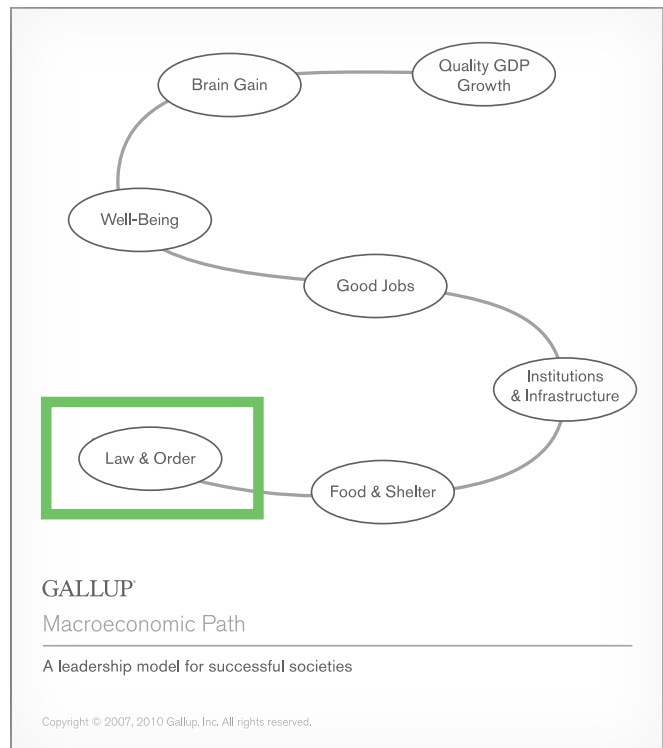 Brain Gain
Quality GDP
Growth
Well-Being
Good Jobs
Institutions
& Infrastructure
Law & Order
Food & Shelter
GALLUP®
Macroeconomic Path
A leadership model for successful societies
Copyright © 2007, 2010 Gallup, Inc. All rights reserved.